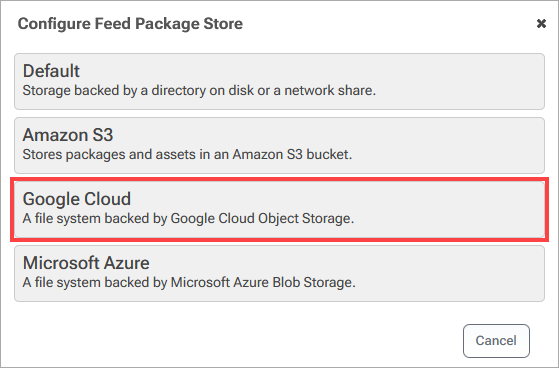 Configure Feed Package Store
Default
Storage backed by a directory on disk or a network share.
Amazon S3
Stores packages and assets in an Amazon S3 bucket.
Google Cloud
A file system backed by Google Cloud Object Storage.
Microsoft Azure
A file system backed by Microsoft Azure Blob Storage.
Cancel